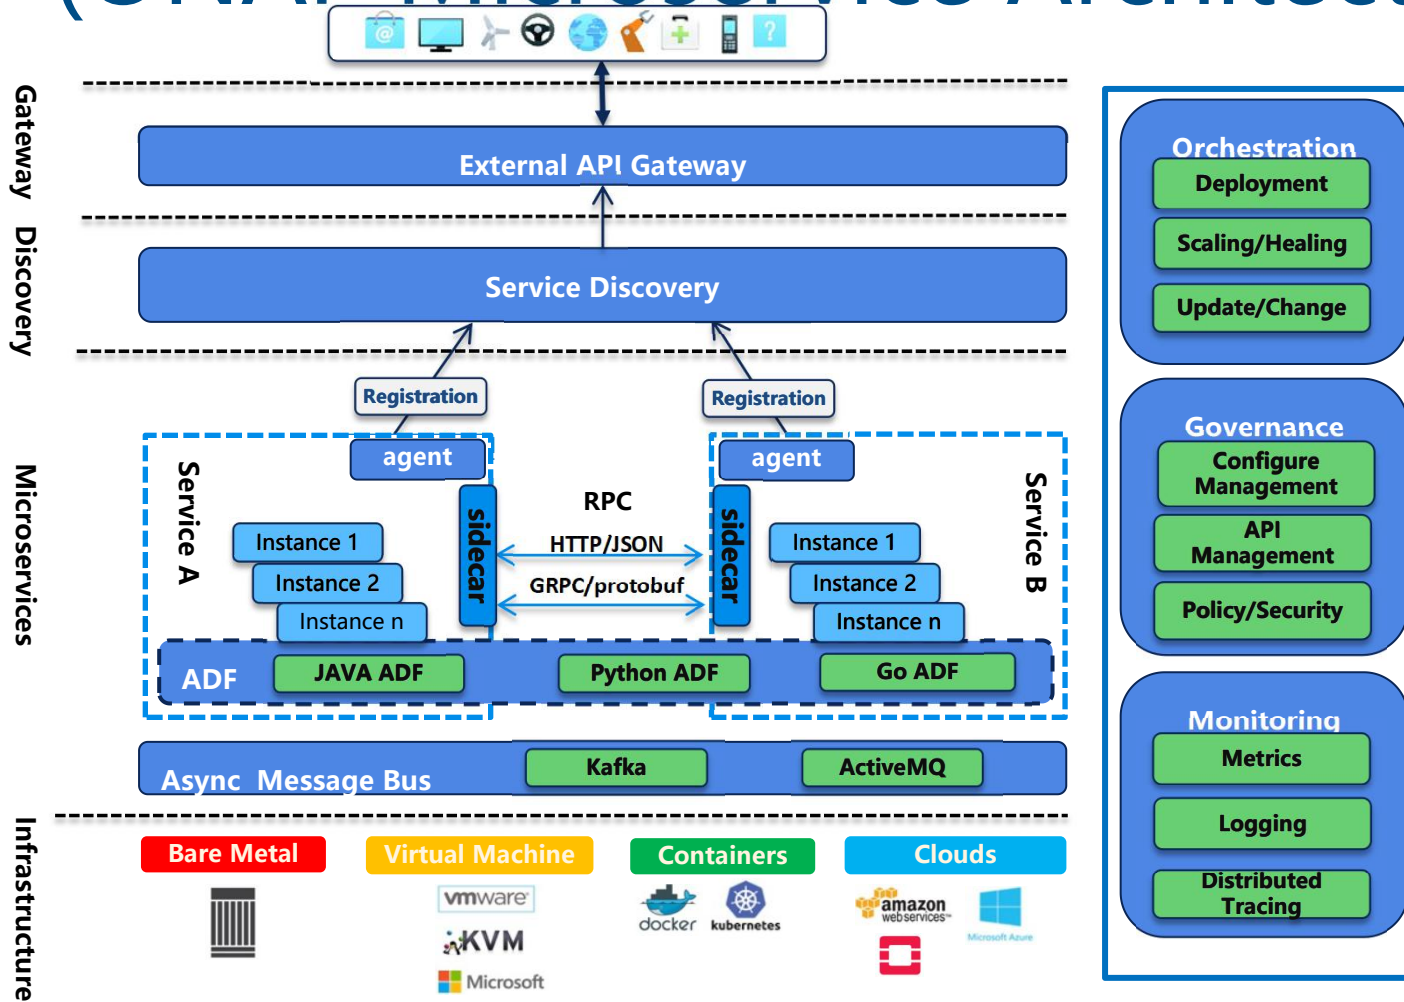 @
?
Gateway
External API Gateway
Discovery
Service Discovery
Registration
Registration
Microservices
Service A
agent
sidecar
Instance 1
Instance 2
Instance n
RPC
HTTP/JSON
GRPC/protobuf
agent
sidecar
Service B
Instance 1
Instance 2
Instance n
ADF
JAVA ADF
Python ADF
Go ADF
Async Message Bus
Kafka
ActiveMQ
Infrastructure
Bare Metal
Virtual Machine
vmware
KVM
Microsoft
Containers
docker
kubernetes
Clouds
amazon
webservices™
Microsoft Azure
Orchestration
Deployment
Scaling/Healing
Update/Change
Governance
Configure
Management
API
Management
Policy/Security
Monitoring
Metrics
Logging
Distributed
Tracing